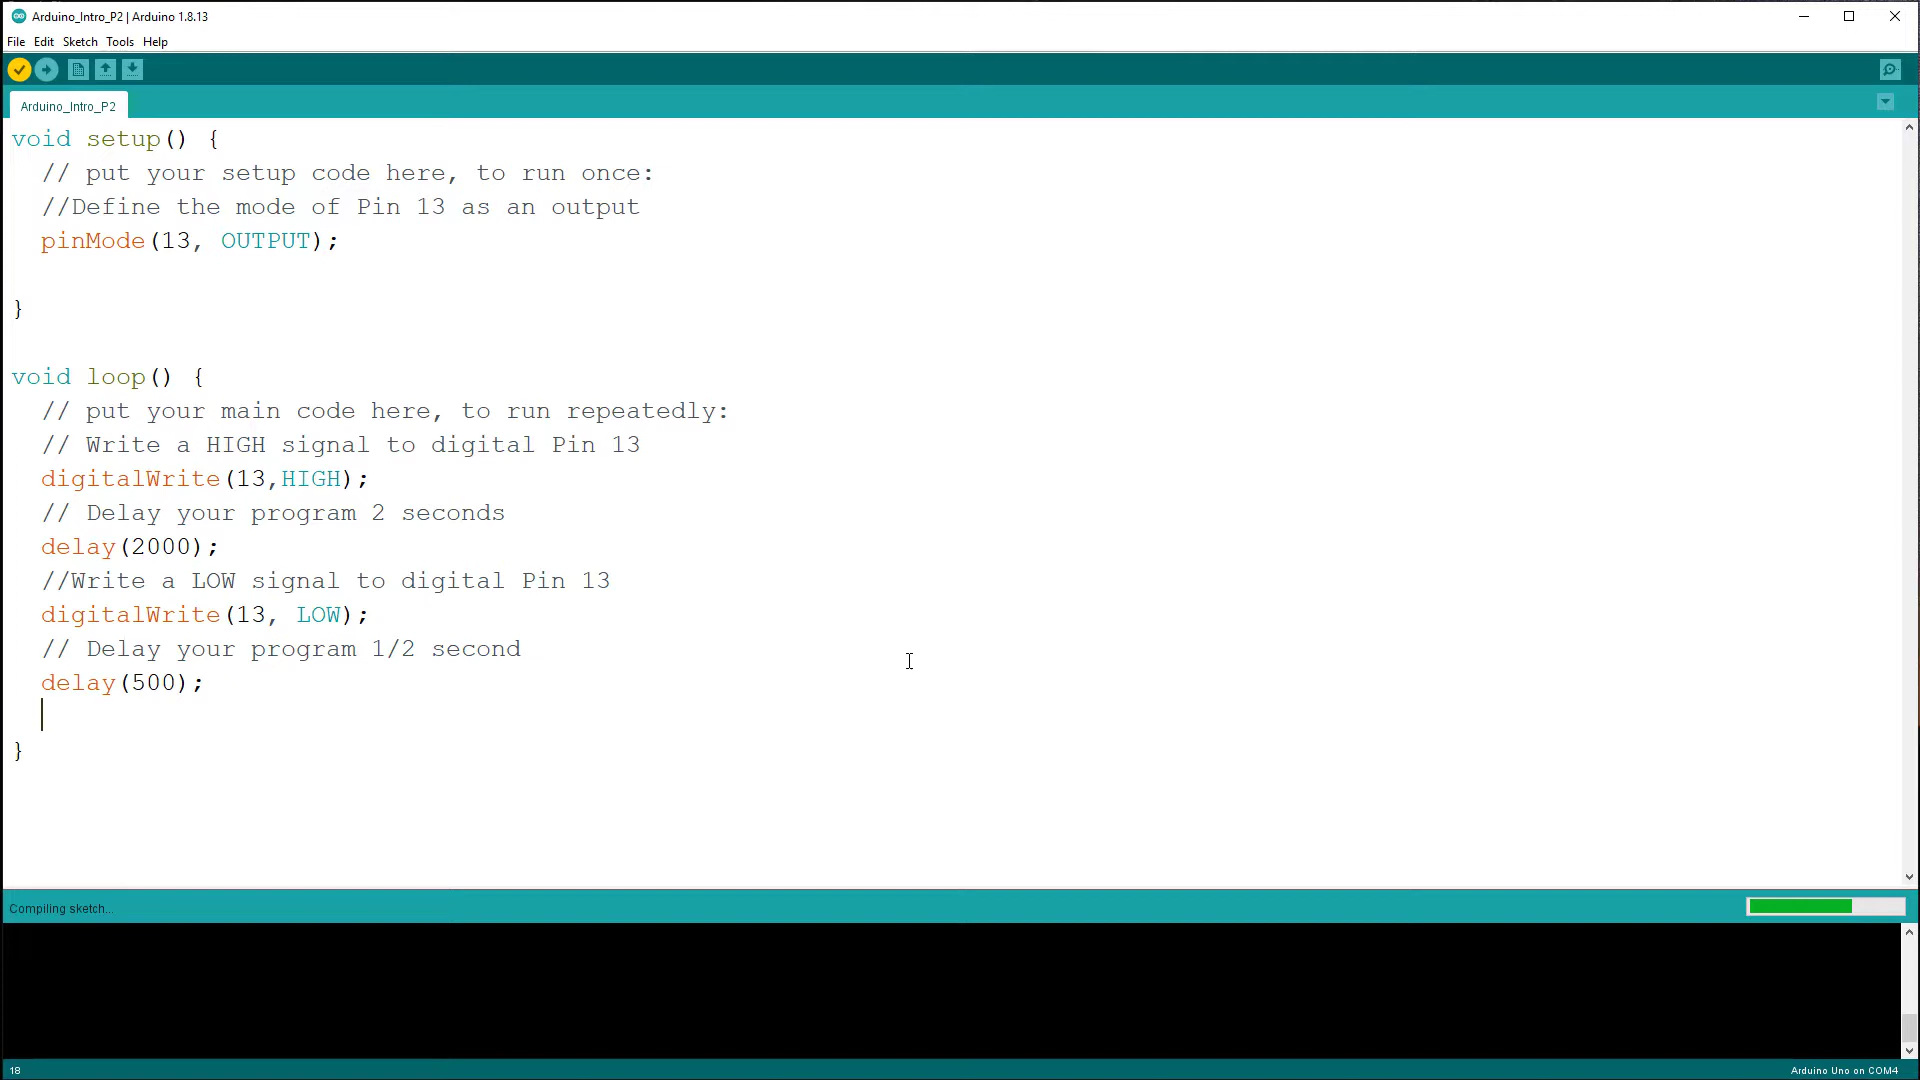 Arduino_Intro_P2 | Arduino 1.8.13
File Edit Sketch Tools Help
Arduino_Intro_P2
void setup() {
  // put your setup code here, to run once:
  //Define the mode of Pin 13 as an output
  pinMode(13, OUTPUT);
}
void loop() {
  // put your main code here, to run repeatedly:
  // Write a HIGH signal to digital Pin 13
  digitalWrite(13,HIGH);
  // Delay your program 2 seconds
  delay(2000);
  //Write a LOW signal to digital Pin 13
  digitalWrite(13, LOW);
  // Delay your program 1/2 second
  delay(500);
}
Compiling sketch...
18
Arduino Uno on COM4